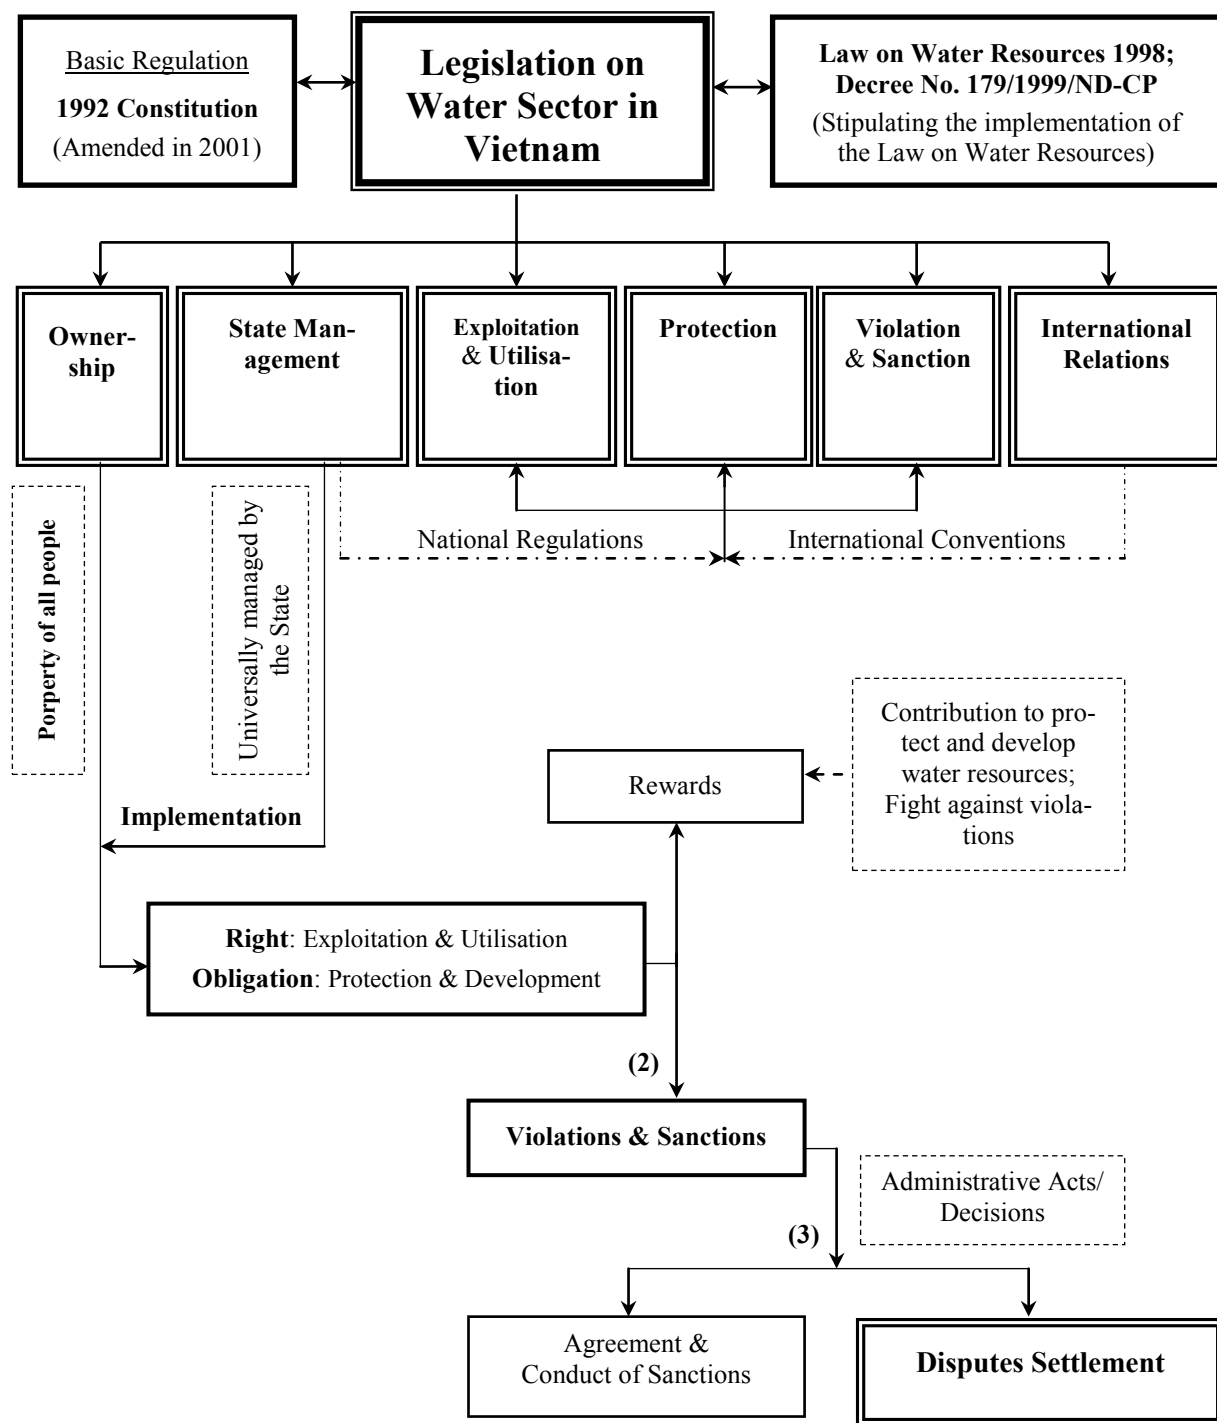 Basic Regulation
1992 Constitution
(Amended in 2001)
Legislation on
Water Sector in
Vietnam
Law on Water Resources 1998;
Decree No. 179/1999/ND-CP
(Stipulating the implementation of
the Law on Water Resources)
Owner-
ship
State Man-
agement
Exploitation
& Utilisa-
tion
Protection
Violation
& Sanction
International
Relations
National Regulations
International Conventions
Porperty of all people
Universally managed by
the State
Contribution to pro-
tect and develop
water resources;
Fight against viola-
tions
Rewards
Implementation
Right: Exploitation & Utilisation
Obligation: Protection & Development
(2)
Violations & Sanctions
Administrative Acts/
Decisions
(3)
Agreement &
Conduct of Sanctions
Disputes Settlement